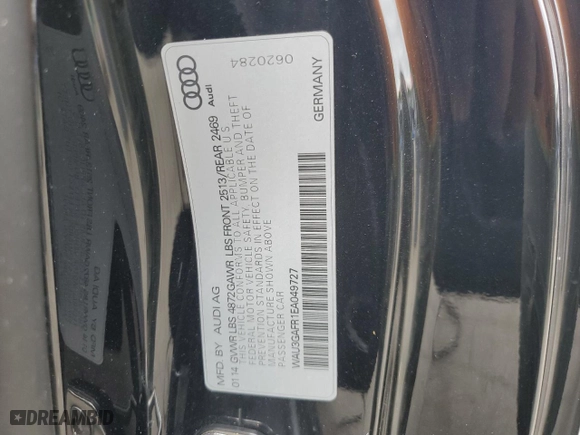 MFD. BY AUDI AG
01 14 GVWR LBS 4872 GAWR LBS FRONT 2513/REAR 2469
THIS VEHICLE CONFORMS TO ALL APPLICABLE U.S.
FEDERAL MOTOR VEHICLE SAFETY, BUMPER AND THEFT
PREVENTION STANDARDS IN EFFECT ON THE DATE OF
MANUFACTURE SHOWN ABOVE
PASSENGER CAR
WAU3GAFR1EA049727
GERMANY
0620284
Audi
DREAMBID